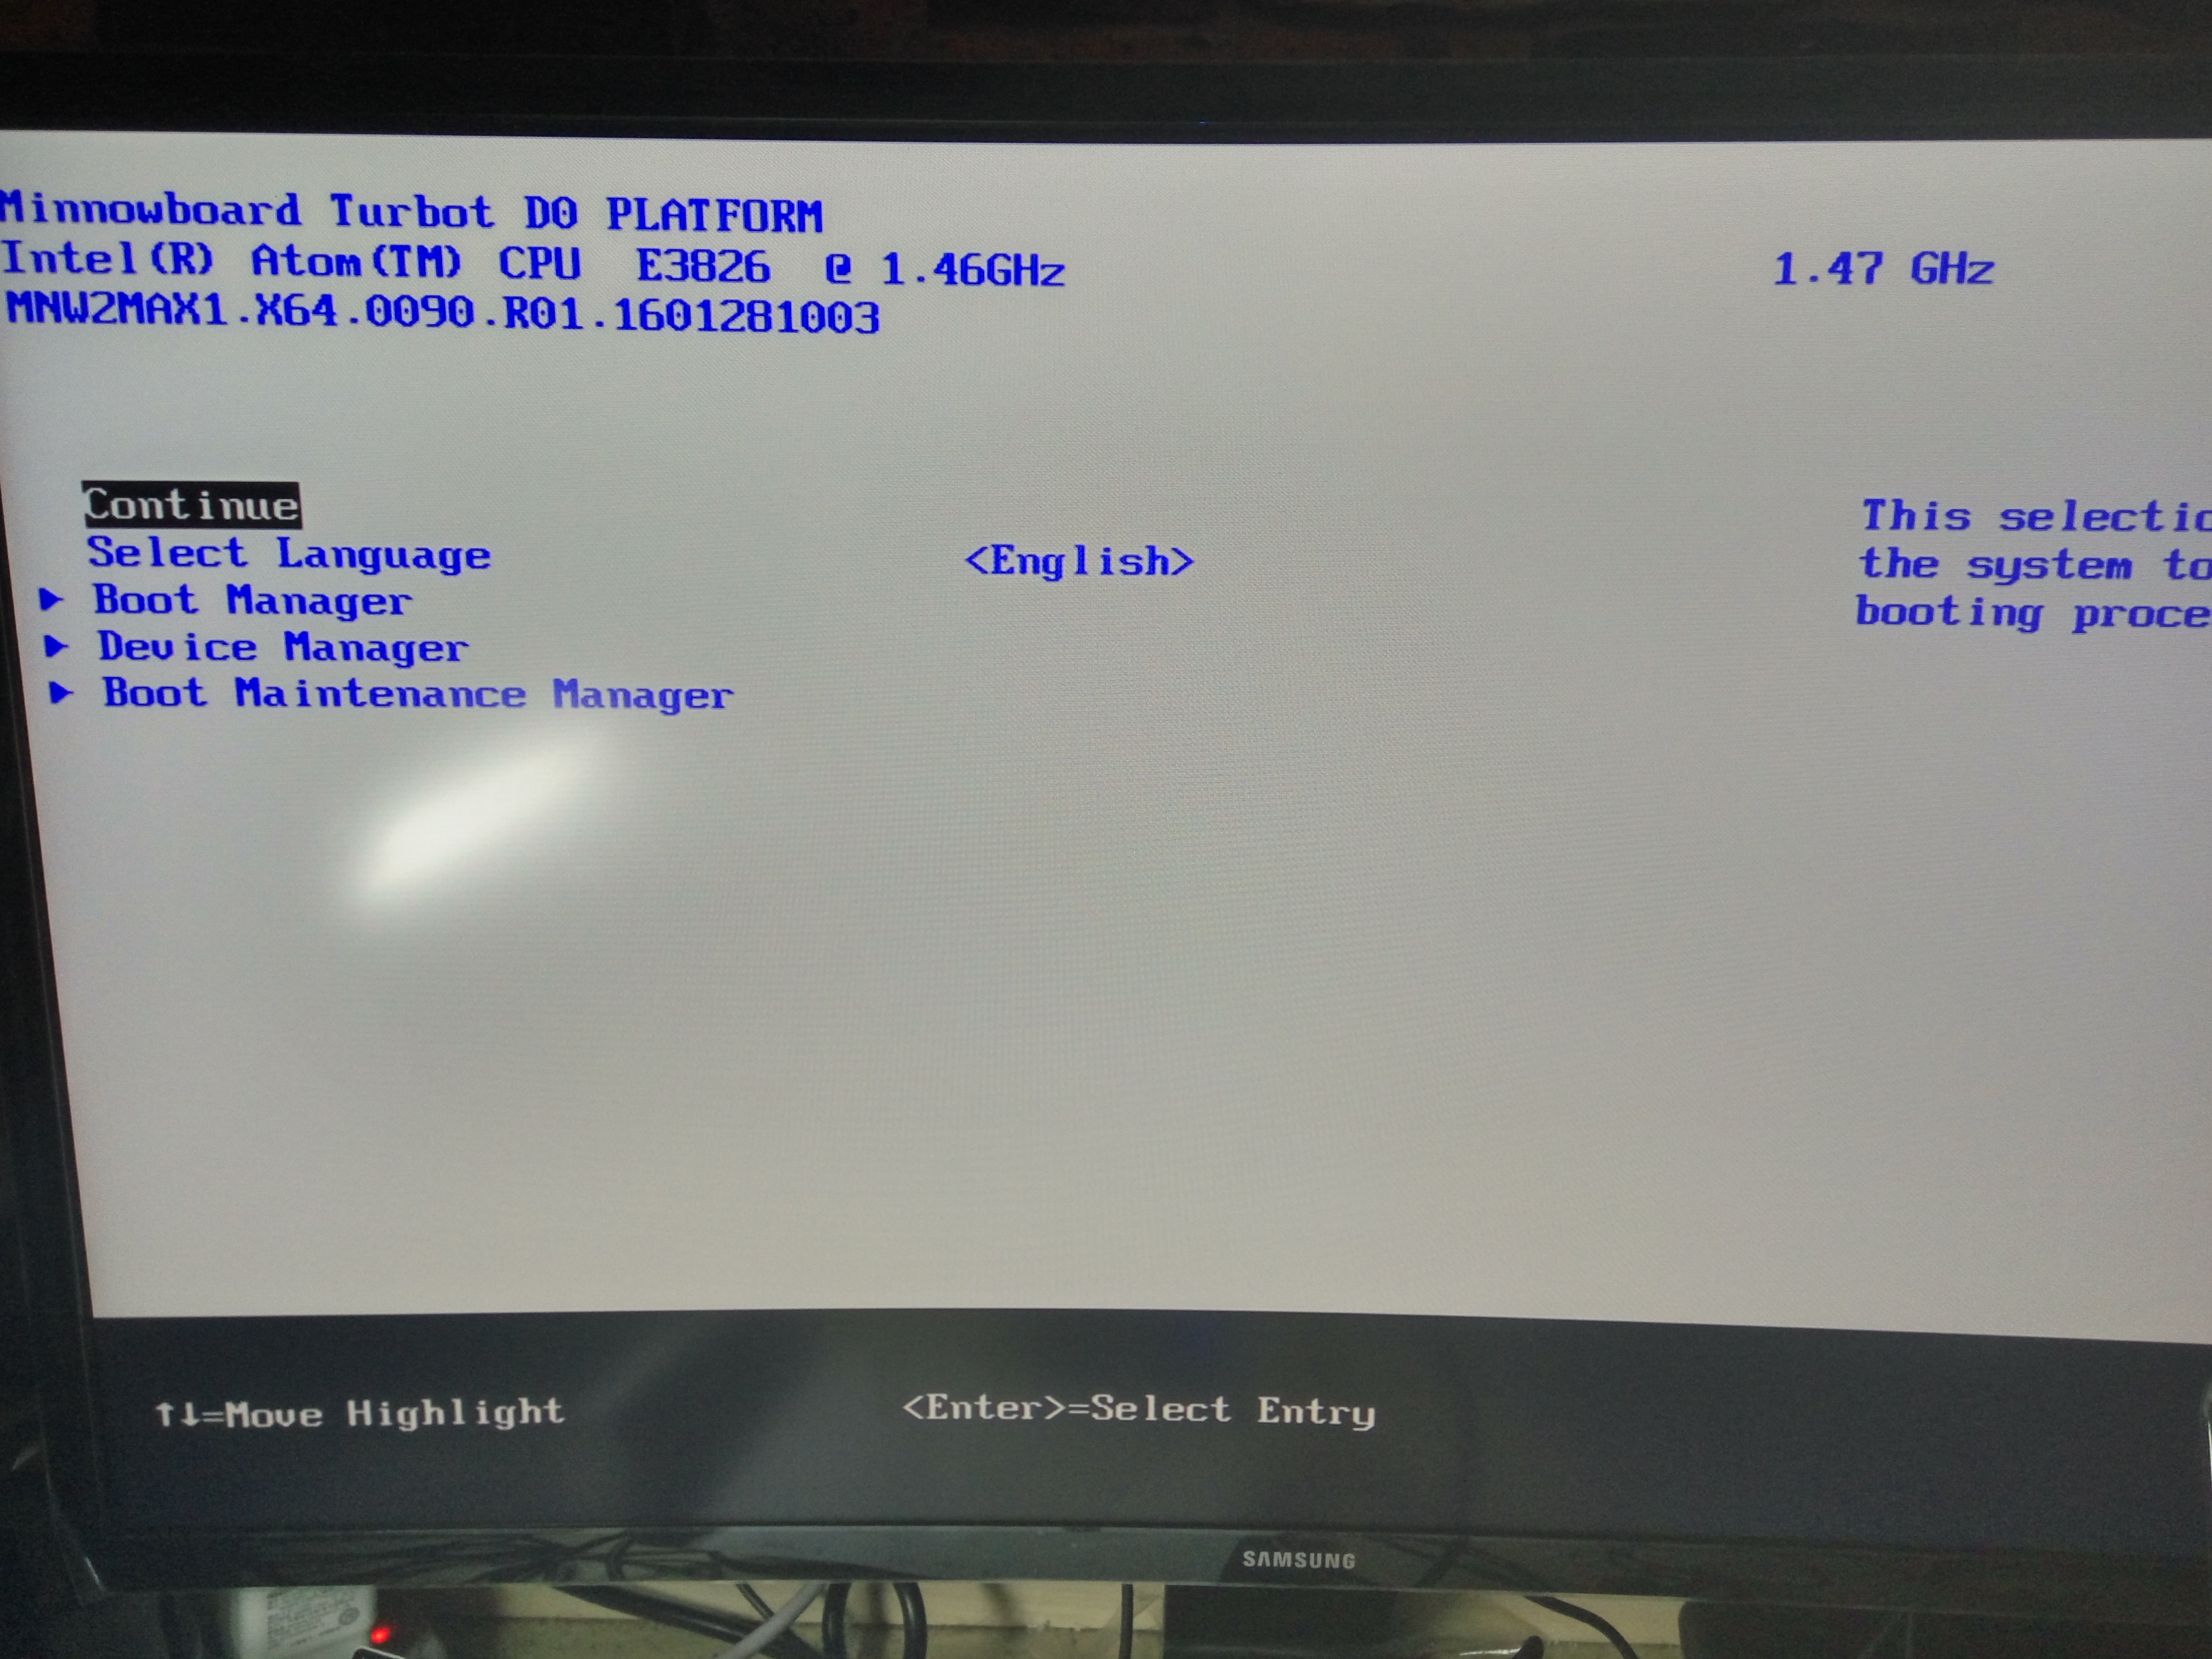 Minnowboard Turbot D0 PLATFORM
Intel(R) Atom(TM) CPU  E3826  @ 1.46GHz 1.47 GHz
MNW2MAX1.X64.0090.R01.1601281003
Continue
Select Language <English>
▶ Boot Manager
▶ Device Manager
▶ Boot Maintenance Manager
This selectio
the system to
booting proce
↑↓=Move Highlight <Enter>=Select Entry
SAMSUNG